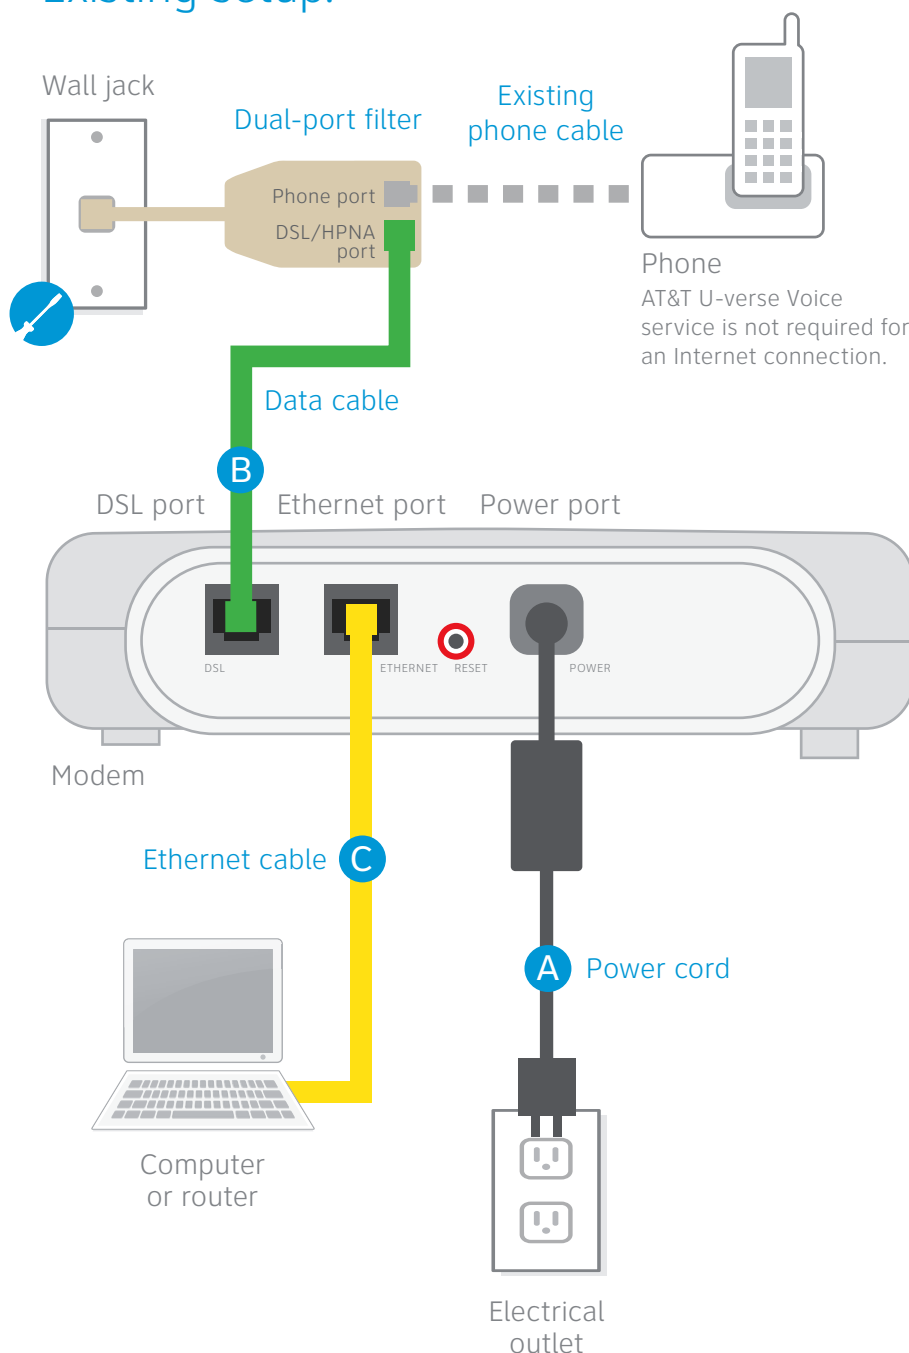 Existing setup:
Wall jack
Dual-port filter
Existing
phone cable
Phone port
DSL/HPNA
port
Phone
AT&T U-verse Voice
service is not required for
an Internet connection.
Data cable
B
DSL port
Ethernet port
Power port
DSL
ETHERNET
RESET
POWER
Modem
Ethernet cable
C
A
Power cord
Computer
or router
Electrical
outlet